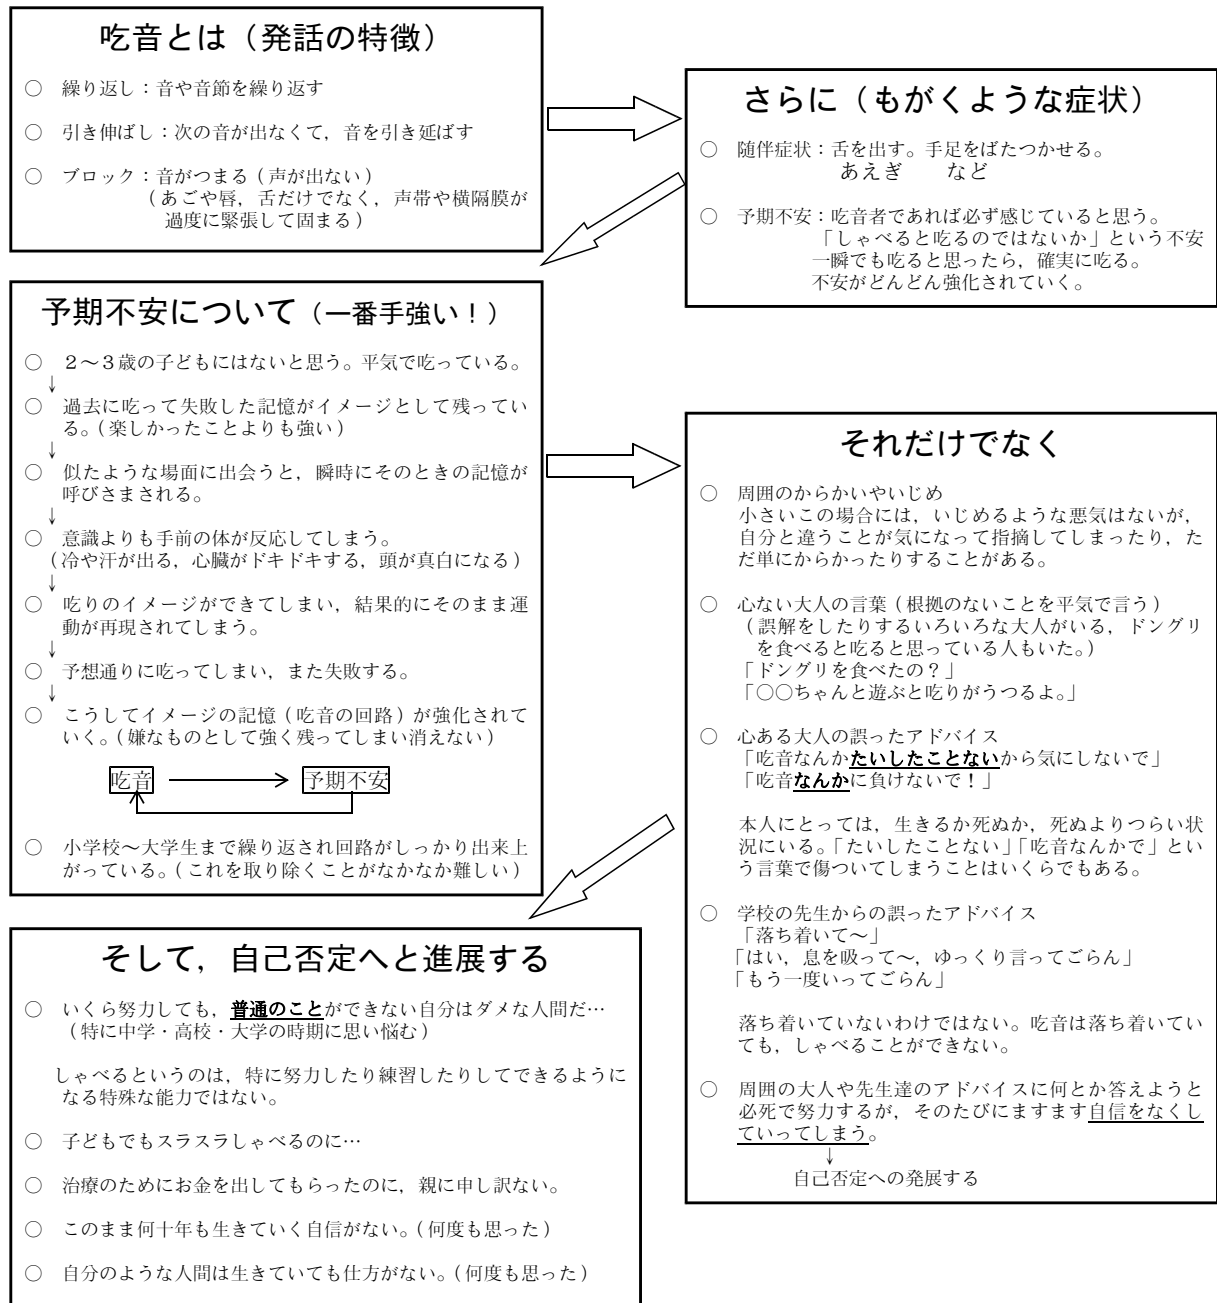 吃音とは（発話の特徴）
○　繰り返し：音や音節を繰り返す
○　引き伸ばし：次の音が出なくて，音を引き延ばす
○　ブロック：音がつまる（声が出ない）
（あごや唇，舌だけでなく，声帯や横隔膜が
過度に緊張して固まる）
さらに（もがくような症状）
○　随伴症状：舌を出す。手足をばたつかせる。
あえぎ　　など
○　予期不安：吃音者であれば必ず感じていると思う。
「しゃべると吃るのではないか」という不安
一瞬でも吃ると思ったら，確実に吃る。
不安がどんどん強化されていく。
予期不安について（一番手強い！）
○　２～３歳の子どもにはないと思う。平気で吃っている。
↓
○　過去に吃って失敗した記憶がイメージとして残ってい
る。（楽しかったことよりも強い）
↓
○　似たような場面に出会うと，瞬時にそのときの記憶が
呼びさまされる。
↓
○　意識よりも手前の体が反応してしまう。
（冷や汗が出る，心臓がドキドキする，頭が真白になる）
↓
○　吃りのイメージができてしまい，結果的にそのまま運
動が再現されてしまう。
↓
○　予想通りに吃ってしまい，また失敗する。
↓
○　こうしてイメージの記憶（吃音の回路）が強化されて
いく。（嫌なものとして強く残ってしまい消えない）
吃音　予期不安
○　小学校～大学生まで繰り返され回路がしっかり出来上
がっている。（これを取り除くことがなかなか難しい）
それだけでなく
○　周囲のからかいやいじめ
小さいこの場合には，いじめるような悪気はないが，
自分と違うことが気になって指摘してしまったり，た
だ単にからかったりすることがある。
○　心ない大人の言葉（根拠のないことを平気で言う）
（誤解をしたりするいろいろな大人がいる，ドングリ
を食べると吃ると思っている人もいた。）
「ドングリを食べたの？」
「○○ちゃんと遊ぶと吃りがうつるよ。」
○　心ある大人の誤ったアドバイス
「吃音なんかたいしたことないから気にしないで」
「吃音なんかに負けないで！」
本人にとっては，生きるか死ぬか，死ぬよりつらい状
況にいる。「たいしたことない」「吃音なんかで」とい
う言葉で傷ついてしまうことはいくらでもある。
○　学校の先生からの誤ったアドバイス
「落ち着いて～」
「はい，息を吸って～，ゆっくり言ってごらん」
「もう一度いってごらん」
落ち着いていないわけではない。吃音は落ち着いてい
ても，しゃべることができない。
○　周囲の大人や先生達のアドバイスに何とか答えようと
必死で努力するが，そのたびにますます自信をなくし
ていってしまう。
↓
自己否定への発展する
そして，自己否定へと進展する
○　いくら努力しても，普通のことができない自分はダメな人間だ…
（特に中学・高校・大学の時期に思い悩む）
しゃべるというのは，特に努力したり練習したりしてできるように
なる特殊な能力ではない。
○　子どもでもスラスラしゃべるのに…
○　治療のためにお金を出してもらったのに，親に申し訳ない。
○　このまま何十年も生きていく自信がない。（何度も思った）
○　自分のような人間は生きていても仕方がない。（何度も思った）